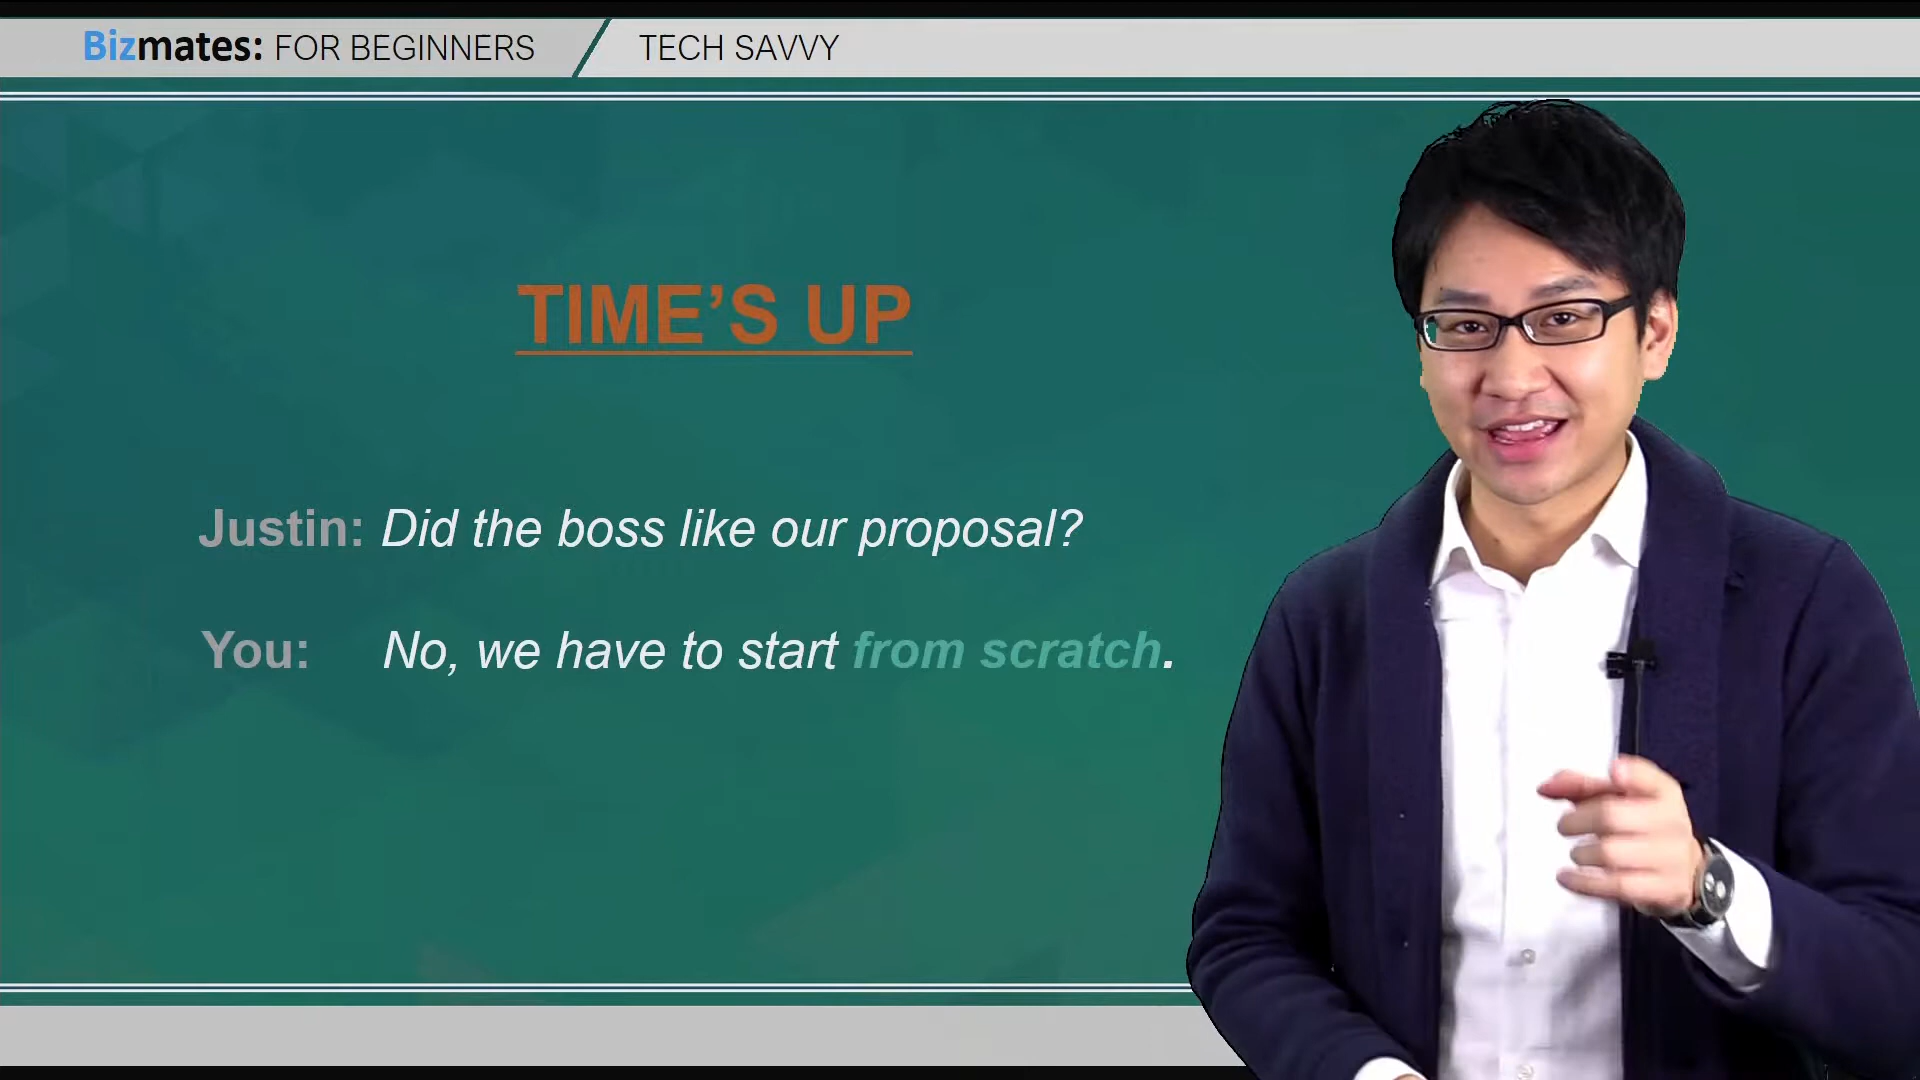 Bizmates: FOR BEGINNERS TECH SAVVY
TIME’S UP
Justin: Did the boss like our proposal?
You: No, we have to start from scratch.